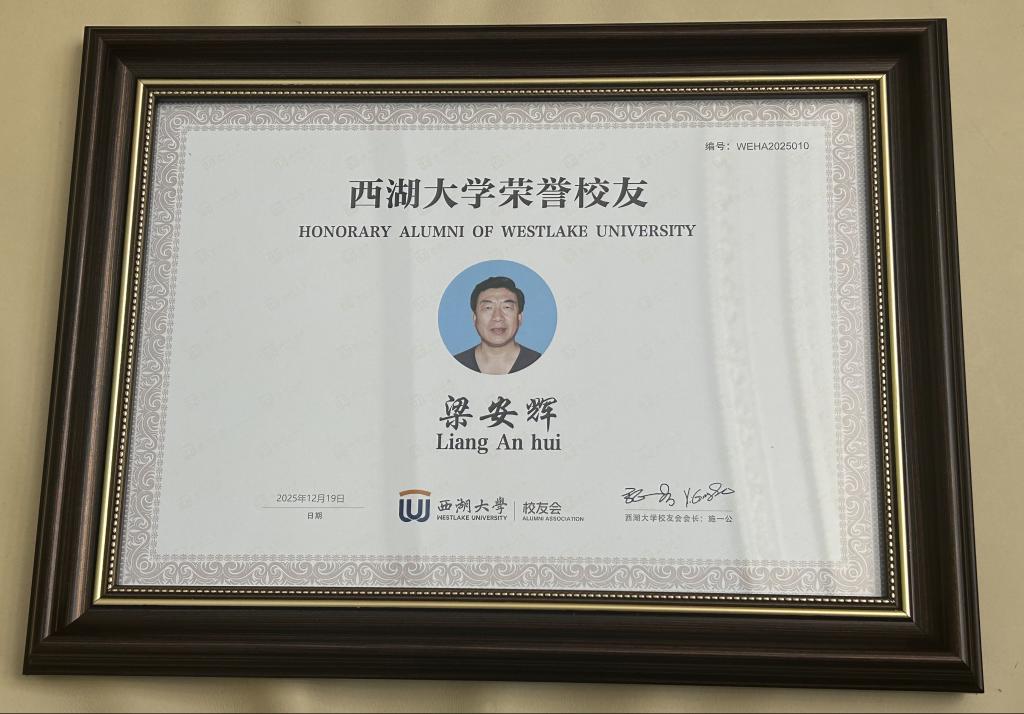 编号：WEHA2025010
西湖大学荣誉校友
HONORARY ALUMNI OF WESTLAKE UNIVERSITY
梁安辉
Liang An hui
2025年12月19日
日期
西湖大學
WESTLAKE UNIVERSITY
校友会
ALUMNI ASSOCIATION
西湖大学校友会会长：施一公